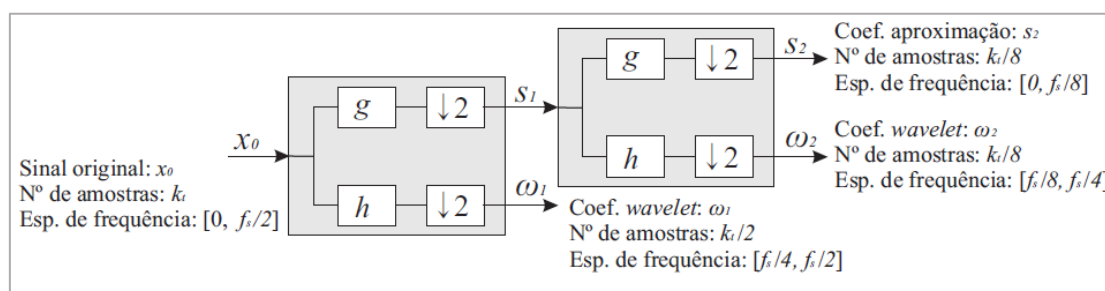 Sinal original: x₀
Nº de amostras: kₜ
Esp. de frequência: [0, fₛ/2]
x₀
g
↓2
s₁
h
↓2
ω₁
Coef. wavelet: ω₁
Nº de amostras: kₜ/2
Esp. de frequência: [fₛ/4, fₛ/2]
g
↓2
s₂
h
↓2
ω₂
Coef. aproximação: s₂
Nº de amostras: kₜ/8
Esp. de frequência: [0, fₛ/8]
Coef. wavelet: ω₂
Nº de amostras: kₜ/8
Esp. de frequência: [fₛ/8, fₛ/4]